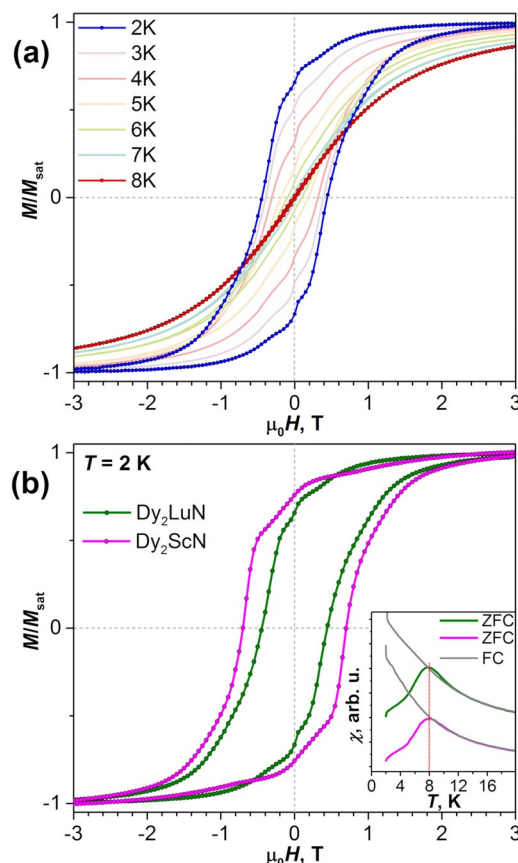 (a)
2K
3K
4K
5K
6K
7K
8K
M/Msat
1
0
-1
-3 -2 -1 0 1 2 3
μ₀H, T
(b)
T = 2 K
Dy₂LuN
Dy₂ScN
M/Msat
1
0
-1
ZFC
ZFC
FC
χ, arb. u.
2 4 8 12 16
T, K
-3 -2 -1 0 1 2 3
μ₀H, T